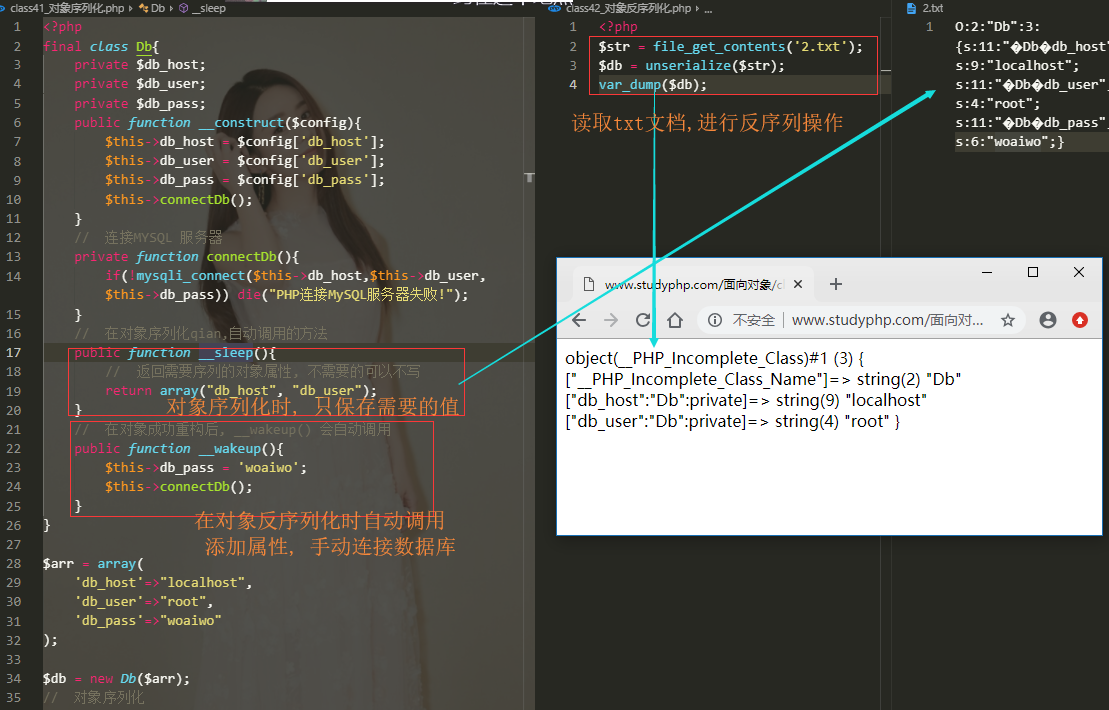 class41_对象序列化.php › Db › __sleep
1 <?php
2 final class Db{
3 private $db_host;
4 private $db_user;
5 private $db_pass;
6 public function __construct($config){
7 $this->db_host = $config['db_host'];
8 $this->db_user = $config['db_user'];
9 $this->db_pass = $config['db_pass'];
10 $this->connectDb();
11 }
12 // 连接MYSQL 服务器
13 private function connectDb(){
14 if(!mysqli_connect($this->db_host,$this->db_user,
$this->db_pass)) die("PHP连接MySQL服务器失败!");
15 }
16 // 在对象序列化qian,自动调用的方法
17 public function __sleep(){
18 // 返回需要序列的对象属性, 不需要的可以不写
19 return array("db_host", "db_user");
20 }
对象序列化时, 只保存需要的值
21 // 在对象成功重构后, __wakeup() 会自动调用
22 public function __wakeup(){
23 $this->db_pass = 'woaiwo';
24 $this->connectDb();
25 }
在对象反序列化时自动调用
26 }
添加属性, 手动连接数据库
27
28 $arr = array(
29 'db_host'=>"localhost",
30 'db_user'=>"root",
31 'db_pass'=>"woaiwo"
32 );
33
34 $db = new Db($arr);
35 // 对象序列化
class42_对象反序列化.php › ...
1 <?php
2 $str = file_get_contents('2.txt');
3 $db = unserialize($str);
4 var_dump($db);
读取txt文档,进行反序列操作
2.txt
1 O:2:"Db":3:
{s:11:"�Db�db_host"
s:9:"localhost";
s:11:"�Db�db_user"
s:4:"root";
s:11:"�Db�db_pass"
s:6:"woaiwo";}
www.studyphp.com/面向对象/c
不安全 | www.studyphp.com/面向对...
object(__PHP_Incomplete_Class)#1 (3) {
["__PHP_Incomplete_Class_Name"]=> string(2) "Db"
["db_host":"Db":private]=> string(9) "localhost"
["db_user":"Db":private]=> string(4) "root" }